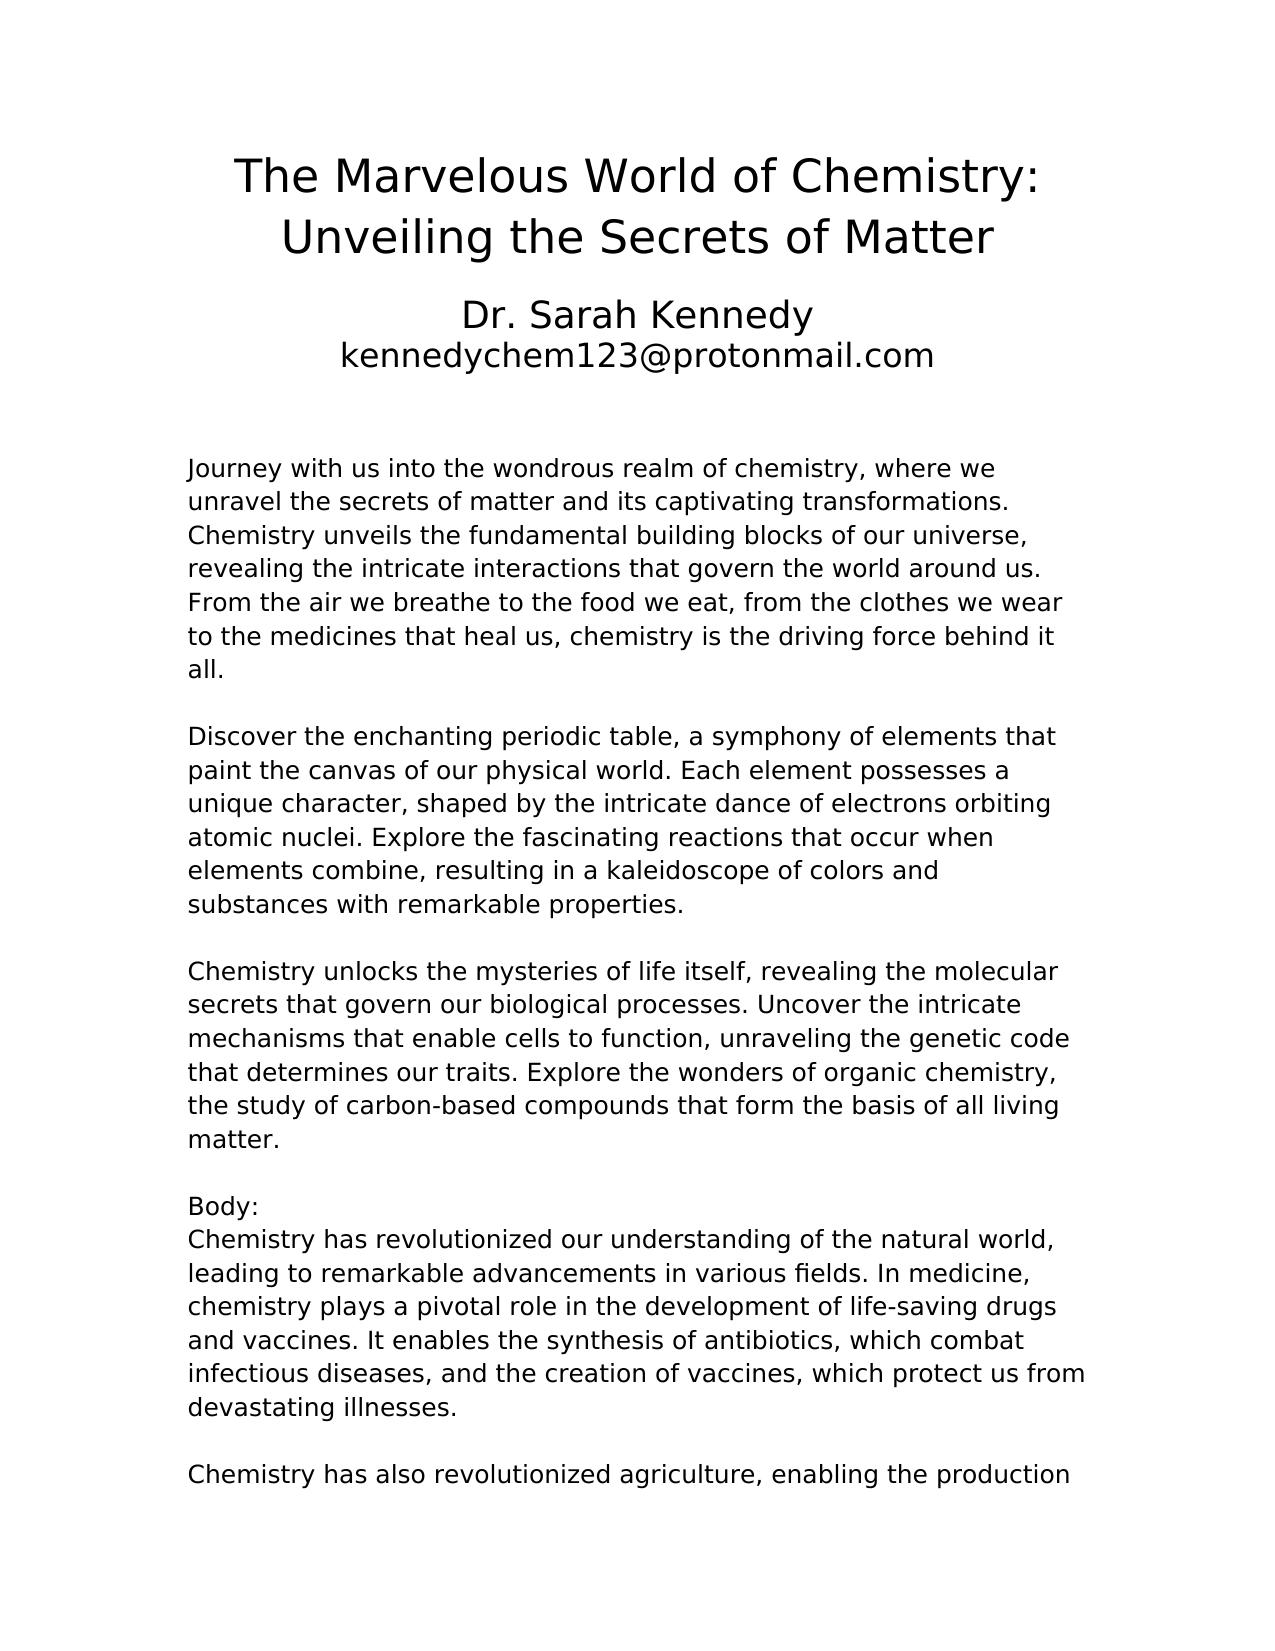 The Marvelous World of Chemistry:
Unveiling the Secrets of Matter
Dr. Sarah Kennedy
kennedychem123@protonmail.com
Journey with us into the wondrous realm of chemistry, where we
unravel the secrets of matter and its captivating transformations.
Chemistry unveils the fundamental building blocks of our universe,
revealing the intricate interactions that govern the world around us.
From the air we breathe to the food we eat, from the clothes we wear
to the medicines that heal us, chemistry is the driving force behind it
all.
Discover the enchanting periodic table, a symphony of elements that
paint the canvas of our physical world. Each element possesses a
unique character, shaped by the intricate dance of electrons orbiting
atomic nuclei. Explore the fascinating reactions that occur when
elements combine, resulting in a kaleidoscope of colors and
substances with remarkable properties.
Chemistry unlocks the mysteries of life itself, revealing the molecular
secrets that govern our biological processes. Uncover the intricate
mechanisms that enable cells to function, unraveling the genetic code
that determines our traits. Explore the wonders of organic chemistry,
the study of carbon-based compounds that form the basis of all living
matter.
Body:
Chemistry has revolutionized our understanding of the natural world,
leading to remarkable advancements in various fields. In medicine,
chemistry plays a pivotal role in the development of life-saving drugs
and vaccines. It enables the synthesis of antibiotics, which combat
infectious diseases, and the creation of vaccines, which protect us from
devastating illnesses.
Chemistry has also revolutionized agriculture, enabling the production